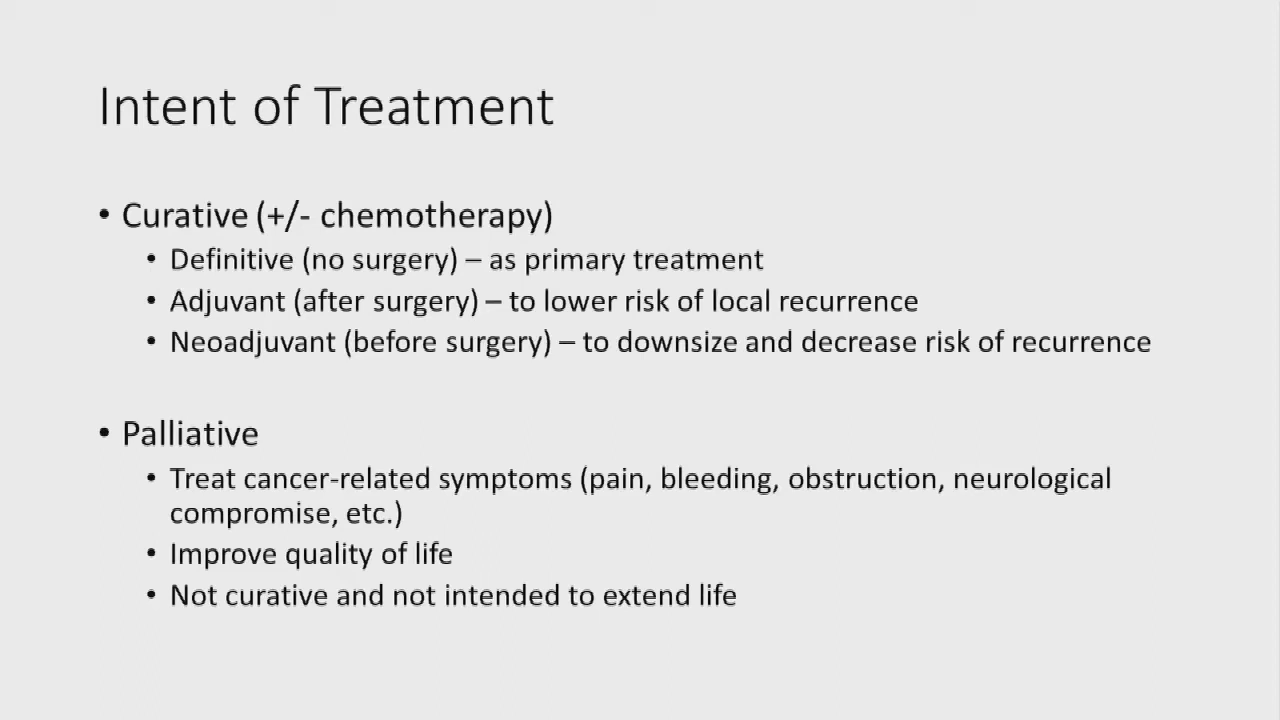 Intent of Treatment
• Curative (+/- chemotherapy)
• Definitive (no surgery) – as primary treatment
• Adjuvant (after surgery) – to lower risk of local recurrence
• Neoadjuvant (before surgery) – to downsize and decrease risk of recurrence
• Palliative
• Treat cancer-related symptoms (pain, bleeding, obstruction, neurological
compromise, etc.)
• Improve quality of life
• Not curative and not intended to extend life